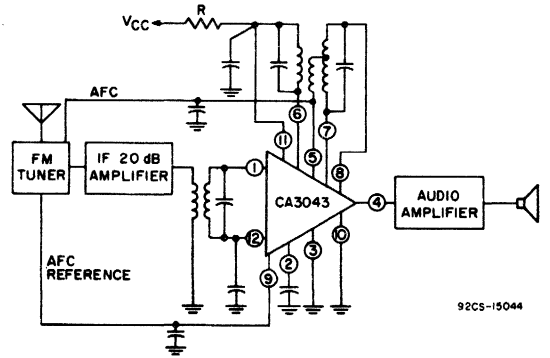 R
VCC
AFC
6
7
11
5
8
FM
TUNER
IF 20 dB
AMPLIFIER
1
CA3043
4
AUDIO
AMPLIFIER
12
9
2
3
10
AFC
REFERENCE
92CS-15044